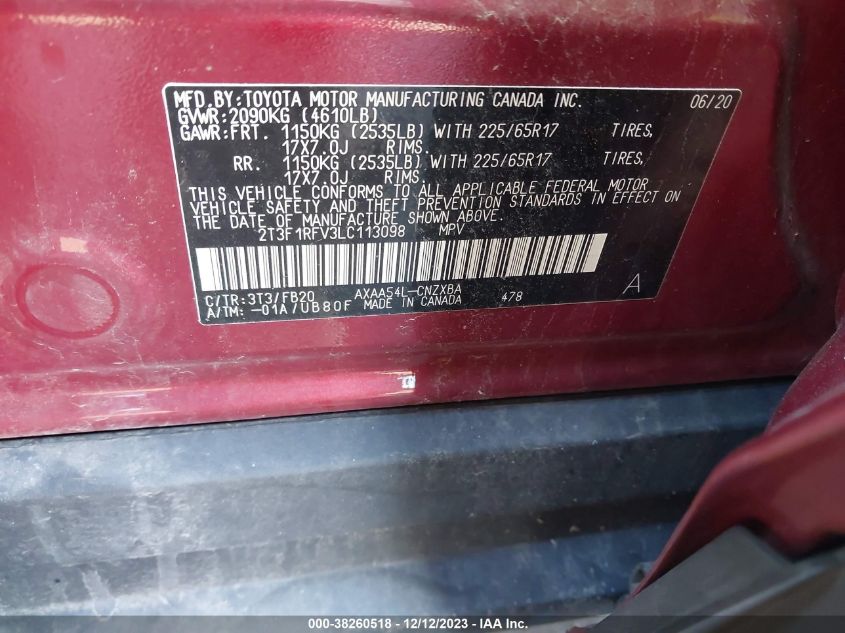 MFD.BY:TOYOTA MOTOR MANUFACTURING CANADA INC. 06/20
GVWR:2090KG (4610LB)
GAWR:FRT. 1150KG (2535LB) WITH 225/65R17 TIRES,
17X7.0J RIMS.
RR. 1150KG (2535LB) WITH 225/65R17 TIRES,
17X7.0J RIMS.
THIS VEHICLE CONFORMS TO ALL APPLICABLE FEDERAL MOTOR
VEHICLE SAFETY AND THEFT PREVENTION STANDARDS IN EFFECT ON
THE DATE OF MANUFACTURE SHOWN ABOVE.
2T3F1RFV3LC113098 MPV
C/TR:3T3/FB20 AXAA54L-CNZXBA 478 A
A/TM:-01A/UB80F MADE IN CANADA
000-38260518 - 12/12/2023 - IAAI.com